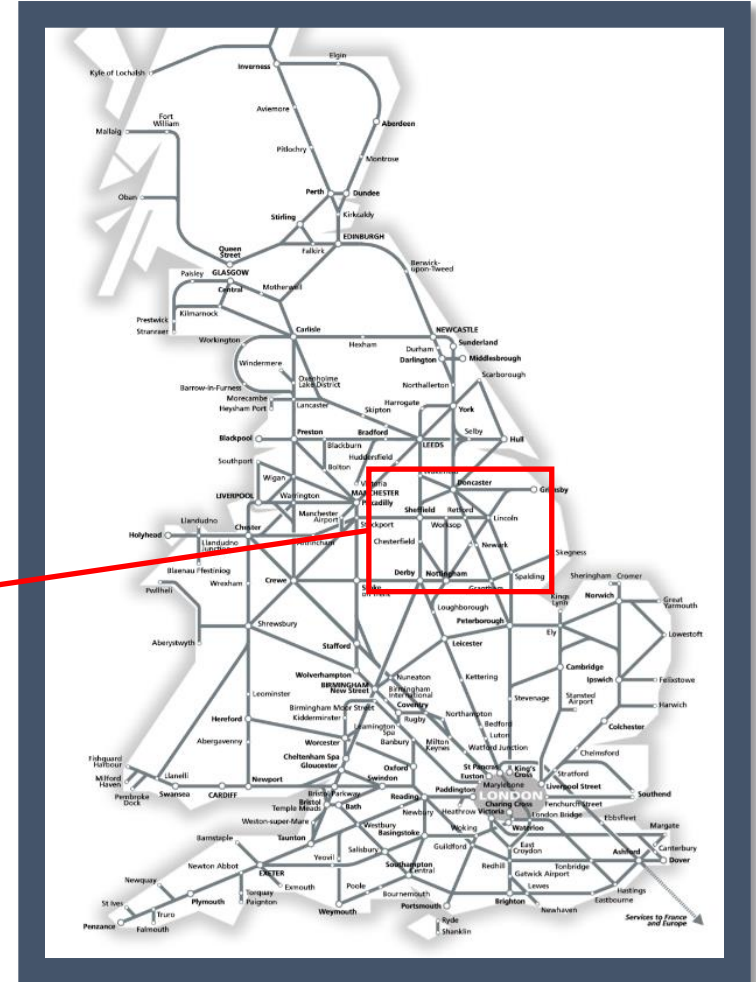 Elgin
Inverness
Kyle of Lochalsh
Aviemore
Fort
William
Mallaig
Aberdeen
Pitlochry
Montrose
Perth
Dundee
Oban
Stirling
Kirkcaldy
EDINBURGH
Queen
Street
Falkirk
Berwick-
upon-Tweed
Paisley
GLASGOW
Central
Motherwell
Prestwick
Kilmarnock
Stranraer
Carlisle
NEWCASTLE
Workington
Hexham
Sunderland
Durham
Darlington
Middlesbrough
Windermere
Scarborough
Oxenholme
Lake District
Barrow-in-Furness
Northallerton
Morecambe
Lancaster
Harrogate
York
Heysham Port
Skipton
Preston
Bradford
Selby
Blackpool
Blackburn
LEEDS
Hull
Huddersfield
Southport
Bolton
Wigan
Victoria
Doncaster
MANCHESTER
Piccadilly
Grimsby
LIVERPOOL
Warrington
Manchester
Airport
Sheffield
Retford
Lincoln
Llandudno
Stockport
Worksop
Holyhead
Chester
Llandudno
Junction
Chesterfield
Newark
Skegness
Blaenau Ffestiniog
Derby
Nottingham
Spalding
Sheringham
Cromer
Wrexham
Crewe
Stoke
on Trent
Grantham
Pwllheli
Kings
Lynn
Norwich
Great
Yarmouth
Loughborough
Peterborough
Shrewsbury
Ely
Lowestoft
Aberystwyth
Stafford
Leicester
Wolverhampton
Cambridge
BIRMINGHAM
New Street
Nuneaton
Kettering
Ipswich
Felixstowe
Birmingham
International
Stansted
Airport
Leominster
Coventry
Stevenage
Birmingham Moor Street
Harwich
Kidderminster
Rugby
Northampton
Hereford
Leamington
Spa
Bedford
Colchester
Abergavenny
Worcester
Banbury
Milton
Keynes
Luton
Watford Junction
Chelmsford
Cheltenham Spa
Fishguard
Harbour
Gloucester
Oxford
St Pancras
King's
Cross
Llanelli
Euston
Stratford
Milford
Haven
Newport
Swindon
Marylebone
Liverpool Street
Pembroke
Dock
Swansea
CARDIFF
Bristol Parkway
Paddington
LONDON
Southend
Bristol
Temple Meads
Bath
Reading
Charing Cross
Fenchurch Street
Newbury
Heathrow
Victoria
London Bridge
Ebbsfleet
Weston-super-Mare
Westbury
Waterloo
Margate
Barnstaple
Taunton
Basingstoke
Woking
East
Croydon
Canterbury
Yeovil
Salisbury
Guildford
Ashford
Dover
Newton Abbot
Redhill
Tonbridge
EXETER
Southampton
Central
Gatwick Airport
Newquay
Exmouth
Poole
Lewes
Hastings
Torquay
Bournemouth
Eastbourne
St Ives
Plymouth
Paignton
Portsmouth
Brighton
Newhaven
Truro
Weymouth
Penzance
Falmouth
Ryde
Shanklin
Services to France
and Europe